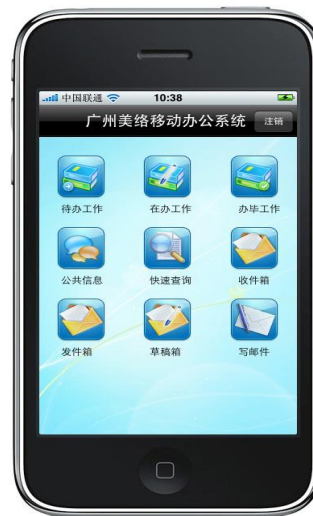 中国联通 10:38
广州美络移动办公系统 注销
待办工作 在办工作 办毕工作
公共信息 快速查询 收件箱
发件箱 草稿箱 写邮件